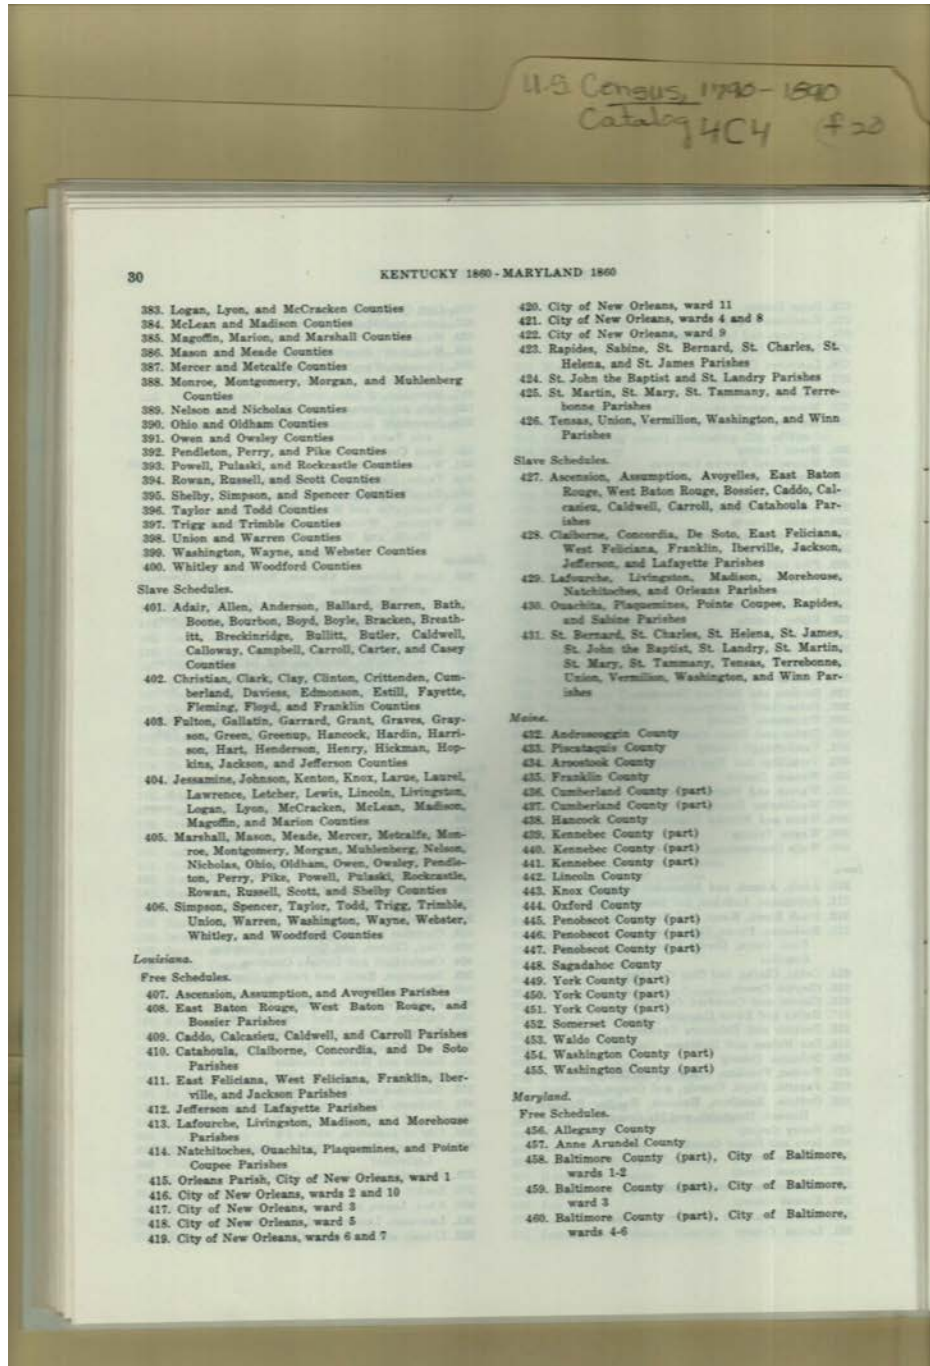 U.S. Census, 1790-1890
Catalog 4C4 f20
30
KENTUCKY 1860 - MARYLAND 1860
383. Logan, Lyon, and McCracken Counties
384. McLean and Madison Counties
385. Magoffin, Marion, and Marshall Counties
386. Mason and Meade Counties
387. Mercer and Metcalfe Counties
388. Monroe, Montgomery, Morgan, and Muhlenberg
Counties
389. Nelson and Nicholas Counties
390. Ohio and Oldham Counties
391. Owen and Owsley Counties
392. Pendleton, Perry, and Pike Counties
393. Powell, Pulaski, and Rockcastle Counties
394. Rowan, Russell, and Scott Counties
395. Shelby, Simpson, and Spencer Counties
396. Taylor and Todd Counties
397. Trigg and Trimble Counties
398. Union and Warren Counties
399. Washington, Wayne, and Webster Counties
400. Whitley and Woodford Counties
Slave Schedules.
401. Adair, Allen, Anderson, Ballard, Barren, Bath,
Boone, Bourbon, Boyd, Boyle, Bracken, Breath-
itt, Breckinridge, Bullitt, Butler, Caldwell,
Calloway, Campbell, Carroll, Carter, and Casey
Counties
402. Christian, Clark, Clay, Clinton, Crittenden, Cum-
berland, Daviess, Edmonson, Estill, Fayette,
Fleming, Floyd, and Franklin Counties
403. Fulton, Gallatin, Garrard, Grant, Graves, Gray-
son, Green, Greenup, Hancock, Hardin, Harri-
son, Hart, Henderson, Henry, Hickman, Hop-
kins, Jackson, and Jefferson Counties
404. Jessamine, Johnson, Kenton, Knox, Larue, Laurel,
Lawrence, Letcher, Lewis, Lincoln, Livingston,
Logan, Lyon, McCracken, McLean, Madison,
Magoffin, and Marion Counties
405. Marshall, Mason, Meade, Mercer, Metcalfe, Mon-
roe, Montgomery, Morgan, Muhlenberg, Nelson,
Nicholas, Ohio, Oldham, Owen, Owsley, Pendle-
ton, Perry, Pike, Powell, Pulaski, Rockcastle,
Rowan, Russell, Scott, and Shelby Counties
406. Simpson, Spencer, Taylor, Todd, Trigg, Trimble,
Union, Warren, Washington, Wayne, Webster,
Whitley, and Woodford Counties
Louisiana.
Free Schedules.
407. Ascension, Assumption, and Avoyelles Parishes
408. East Baton Rouge, West Baton Rouge, and
Bossier Parishes
409. Caddo, Calcasieu, Caldwell, and Carroll Parishes
410. Catahoula, Claiborne, Concordia, and De Soto
Parishes
411. East Feliciana, West Feliciana, Franklin, Iber-
ville, and Jackson Parishes
412. Jefferson and Lafayette Parishes
413. Lafourche, Livingston, Madison, and Morehouse
Parishes
414. Natchitoches, Ouachita, Plaquemines, and Pointe
Coupee Parishes
415. Orleans Parish, City of New Orleans, ward 1
416. City of New Orleans, wards 2 and 10
417. City of New Orleans, ward 3
418. City of New Orleans, ward 5
419. City of New Orleans, wards 6 and 7
420. City of New Orleans, ward 11
421. City of New Orleans, wards 4 and 8
422. City of New Orleans, ward 9
423. Rapides, Sabine, St. Bernard, St. Charles, St.
Helena, and St. James Parishes
424. St. John the Baptist and St. Landry Parishes
425. St. Martin, St. Mary, St. Tammany, and Terre-
bonne Parishes
426. Tensas, Union, Vermilion, Washington, and Winn
Parishes
Slave Schedules.
427. Ascension, Assumption, Avoyelles, East Baton
Rouge, West Baton Rouge, Bossier, Caddo, Cal-
casieu, Caldwell, Carroll, and Catahoula Par-
ishes
428. Claiborne, Concordia, De Soto, East Feliciana,
West Feliciana, Franklin, Iberville, Jackson,
Jefferson, and Lafayette Parishes
429. Lafourche, Livingston, Madison, Morehouse,
Natchitoches, and Orleans Parishes
430. Ouachita, Plaquemines, Pointe Coupee, Rapides,
and Sabine Parishes
431. St. Bernard, St. Charles, St. Helena, St. James,
St. John the Baptist, St. Landry, St. Martin,
St. Mary, St. Tammany, Tensas, Terrebonne,
Union, Vermilion, Washington, and Winn Par-
ishes
Maine.
432. Androscoggin County
433. Piscataquis County
434. Aroostook County
435. Franklin County
436. Cumberland County (part)
437. Cumberland County (part)
438. Hancock County
439. Kennebec County (part)
440. Kennebec County (part)
441. Kennebec County (part)
442. Lincoln County
443. Knox County
444. Oxford County
445. Penobscot County (part)
446. Penobscot County (part)
447. Penobscot County (part)
448. Sagadahoc County
449. York County (part)
450. York County (part)
451. York County (part)
452. Somerset County
453. Waldo County
454. Washington County (part)
455. Washington County (part)
Maryland.
Free Schedules.
456. Allegany County
457. Anne Arundel County
458. Baltimore County (part), City of Baltimore,
wards 1-2
459. Baltimore County (part), City of Baltimore,
ward 3
460. Baltimore County (part), City of Baltimore,
wards 4-6